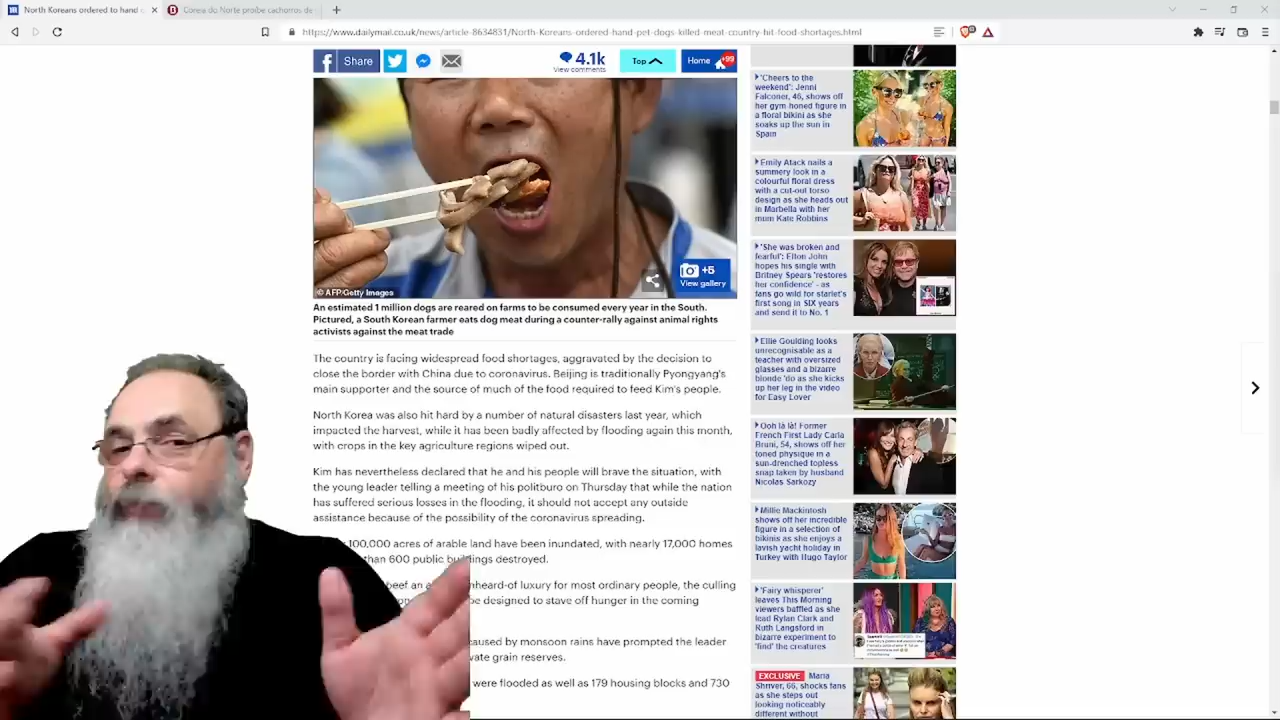 North Koreans ordered to hand
Coreia do Norte proíbe cachorros de
https://www.dailymail.co.uk/news/article-8634831/North-Koreans-ordered-hand-pet-dogs-killed-meat-country-hit-food-shortages.html
Share
4.1k
View comments
Top
Home
+99
+5
View gallery
© AFP/Getty Images
An estimated 1 million dogs are reared on farms to be consumed every year in the South.
Pictured, a South Korean farmer eats dog meat during a counter-rally against animal rights
activists against the meat trade
The country is facing widespread food shortages, aggravated by the decision to
close the border with China due to coronavirus. Beijing is traditionally Pyongyang's
main supporter and the source of much of the food required to feed Kim's people.
North Korea was also hit hard by a number of natural disasters last year, which
impacted the harvest, while it has been badly affected by flooding again this month,
with crops in the key agriculture regions wiped out.
Kim has nevertheless declared that he and his people will brave the situation, with
the young leader telling a meeting of his politburo on Thursday that while the nation
has suffered serious losses in the flooding, it should not accept any outside
assistance because of the possibility of the coronavirus spreading.
100,000 acres of arable land have been inundated, with nearly 17,000 homes
than 600 public buildings destroyed.
of luxury for most ordinary people, the culling
designed to stave off hunger in the coming
caused by monsoon rains have prompted the leader
grain reserves.
were flooded as well as 179 housing blocks and 730
'Cheers to the
weekend': Jenni
Falconer, 46, shows off
her gym-honed figure in
a floral bikini as she
soaks up the sun in
Spain
Emily Atack nails a
summery look in a
colourful floral dress
with a cut-out torso
design as she heads out
in Marbella with her
mum Kate Robbins
'She was broken and
fearful': Elton John
hopes his single with
Britney Spears 'restores
her confidence' - as
fans go wild for starlet's
first song in SIX years
and send it to No. 1
Ellie Goulding looks
unrecognisable as a
teacher with oversized
glasses and a bizarre
blonde 'do as she kicks
up her leg in the video
for Easy Lover
Ooh là là! Former
French First Lady Carla
Bruni, 54, shows off her
toned physique in a
sun-drenched topless
snap taken by husband
Nicolas Sarkozy
Millie Mackintosh
shows off her incredible
figure in a selection of
bikinis as she enjoys a
lavish yacht holiday in
Turkey with Hugo Taylor
'Fairy whisperer'
leaves This Morning
viewers baffled as she
lead Rylan Clark and
Ruth Langsford in
bizarre experiment to
'find' the creatures
EXCLUSIVE Maria
Shriver, 66, shocks fans
as she steps out
looking noticeably
different without